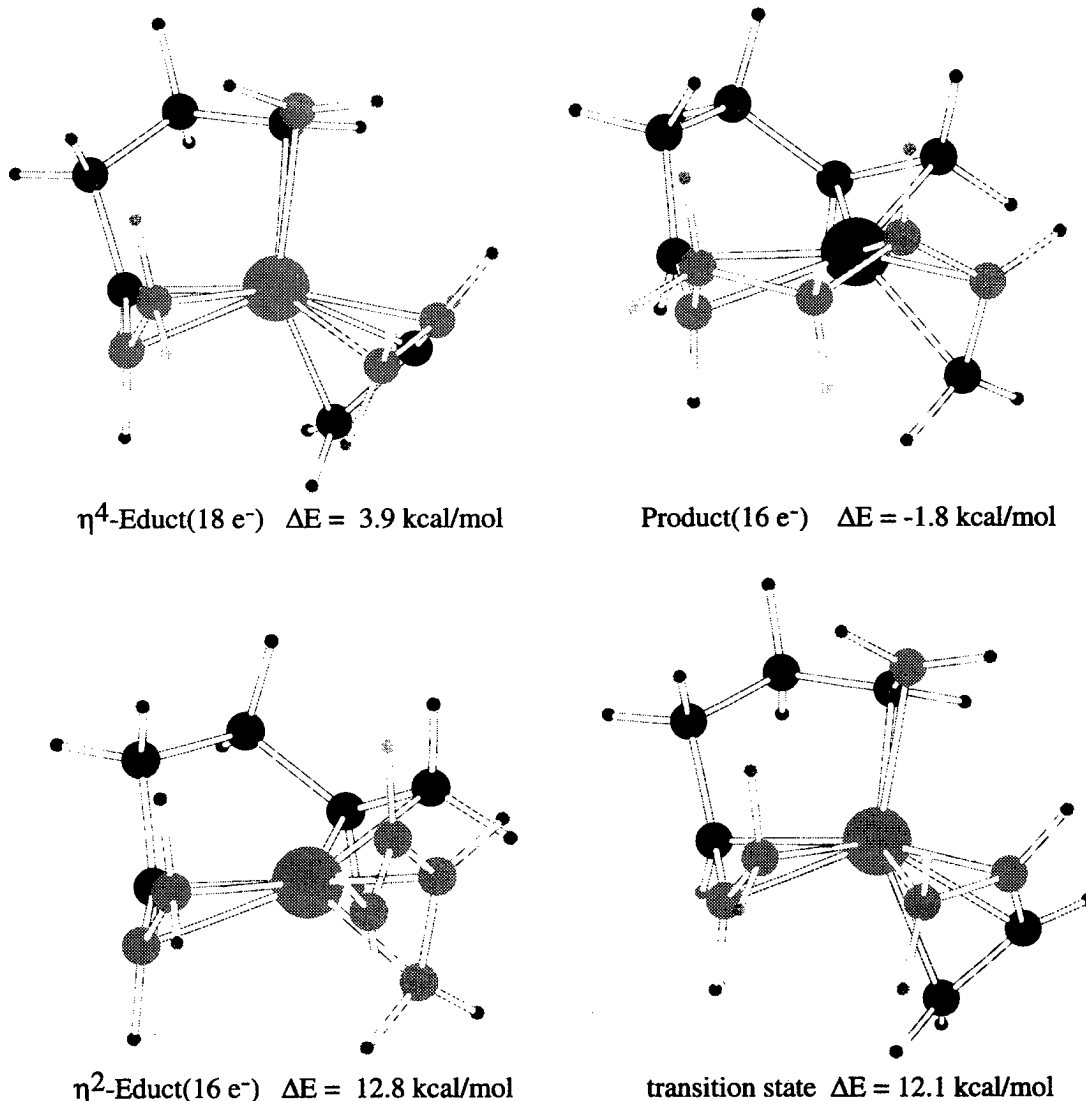 η⁴-Educt(18 e⁻) ΔE = 3.9 kcal/mol
Product(16 e⁻) ΔE = -1.8 kcal/mol
η²-Educt(16 e⁻) ΔE = 12.8 kcal/mol
transition state ΔE = 12.1 kcal/mol